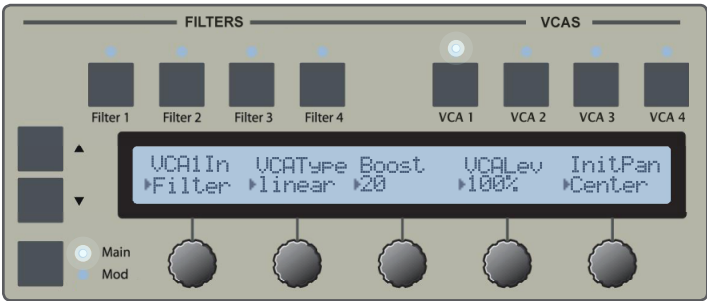 FILTERS VCAS
Filter 1 Filter 2 Filter 3 Filter 4 VCA 1 VCA 2 VCA 3 VCA 4
VCA1In VCAType Boost VCALev InitPan
Filter linear 20 100% Center
Main
Mod